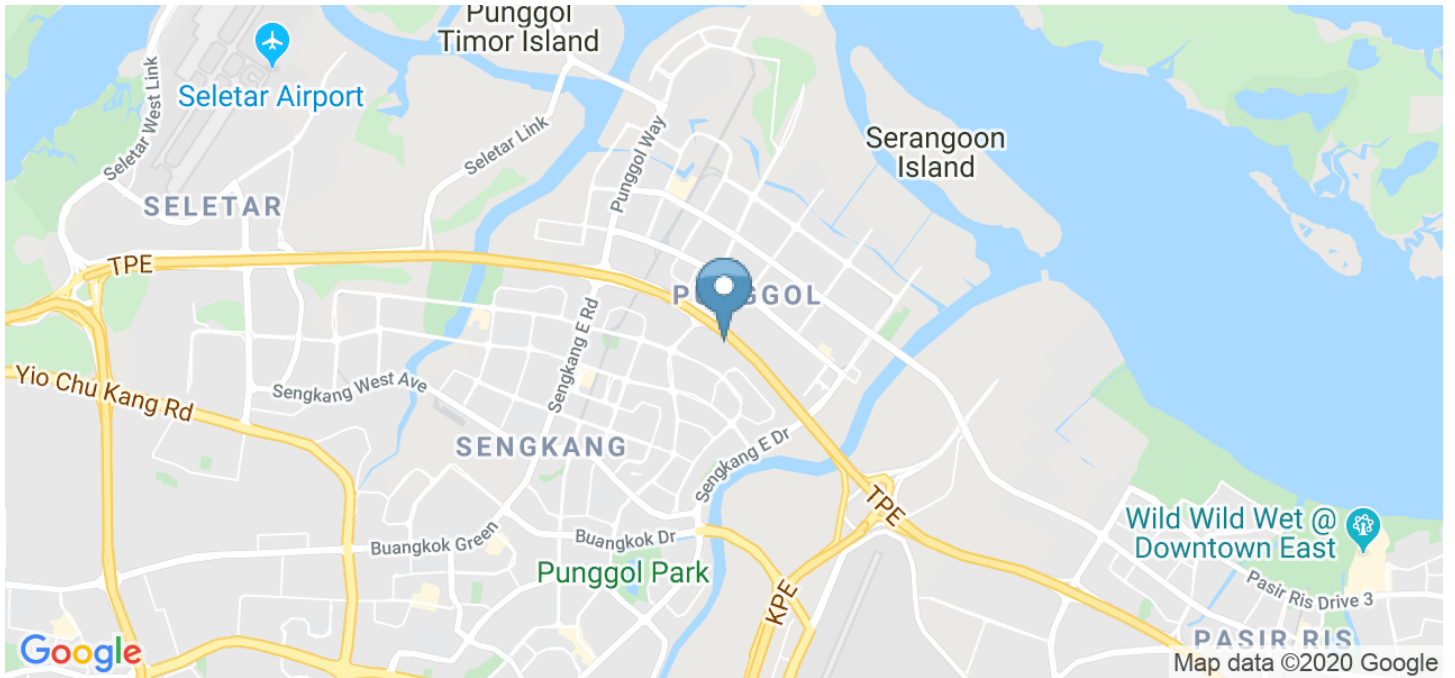 Punggol
Timor Island
Seletar Airport
Seletar West Link
Seletar Link
Punggol Way
Serangoon
Island
SELETAR
TPE
PUNGGOL
Sengkang E Rd
Yio Chu Kang Rd
Sengkang West Ave
SENGKANG
Sengkang E Dr
TPE
Wild Wild Wet @
Downtown East
Buangkok Green
Buangkok Dr
Punggol Park
KPE
Pasir Ris Drive 3
PASIR RIS
Google
Map data ©2020 Google